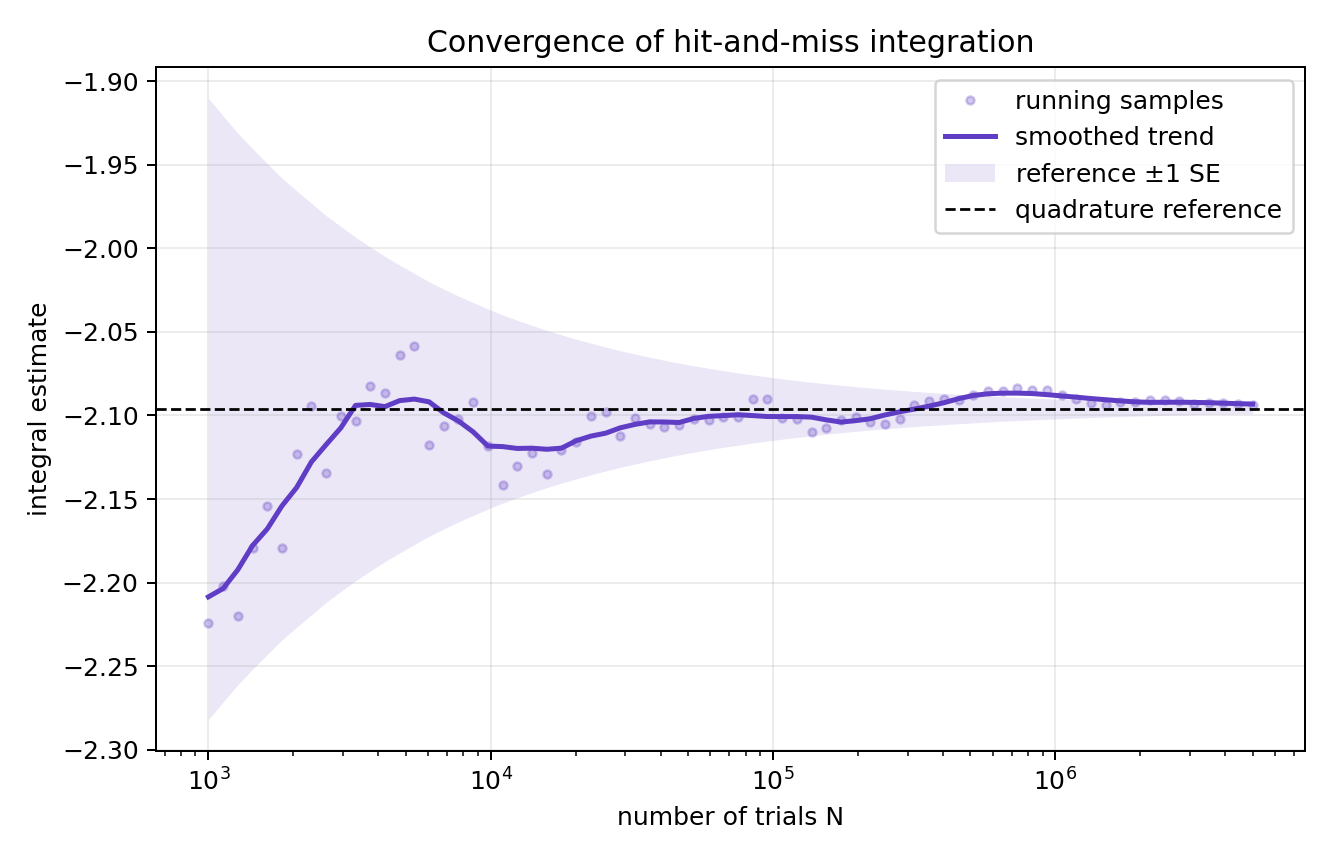 Convergence of hit-and-miss integration
running samples
smoothed trend
reference ±1 SE
quadrature reference
integral estimate
−1.90
−1.95
−2.00
−2.05
−2.10
−2.15
−2.20
−2.25
−2.30
10³
10⁴
10⁵
10⁶
number of trials N